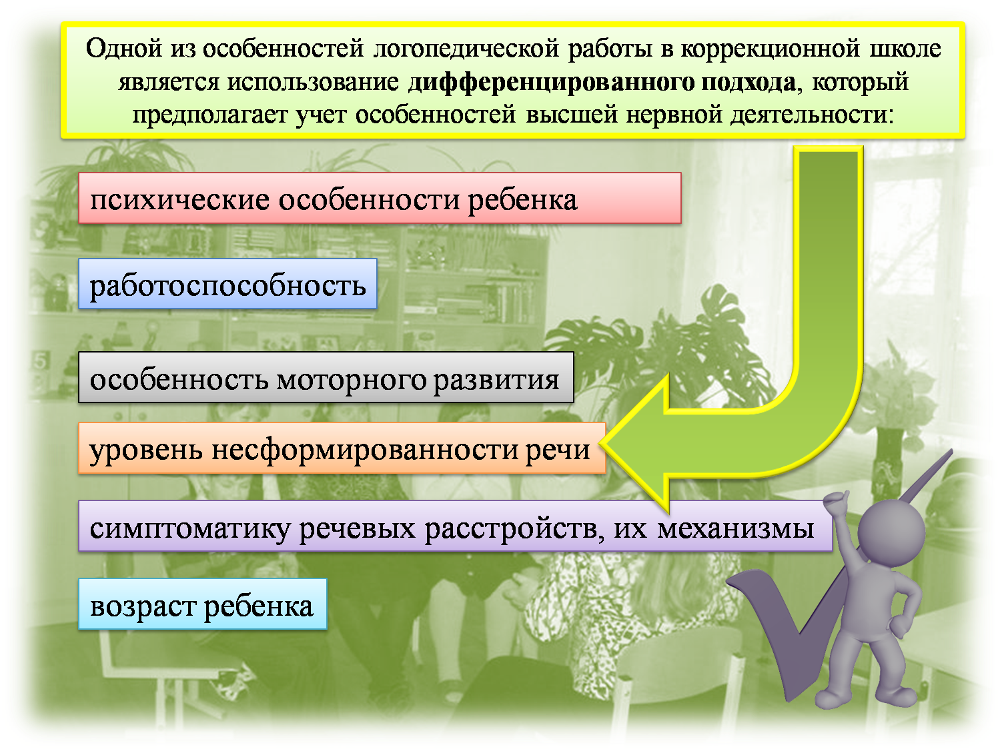 Одной из особенностей логопедической работы в коррекционной школе
является использование дифференцированного подхода, который
предполагает учет особенностей высшей нервной деятельности:
психические особенности ребенка
работоспособность
особенность моторного развития
уровень несформированности речи
симптоматику речевых расстройств, их механизмы
возраст ребенка
5